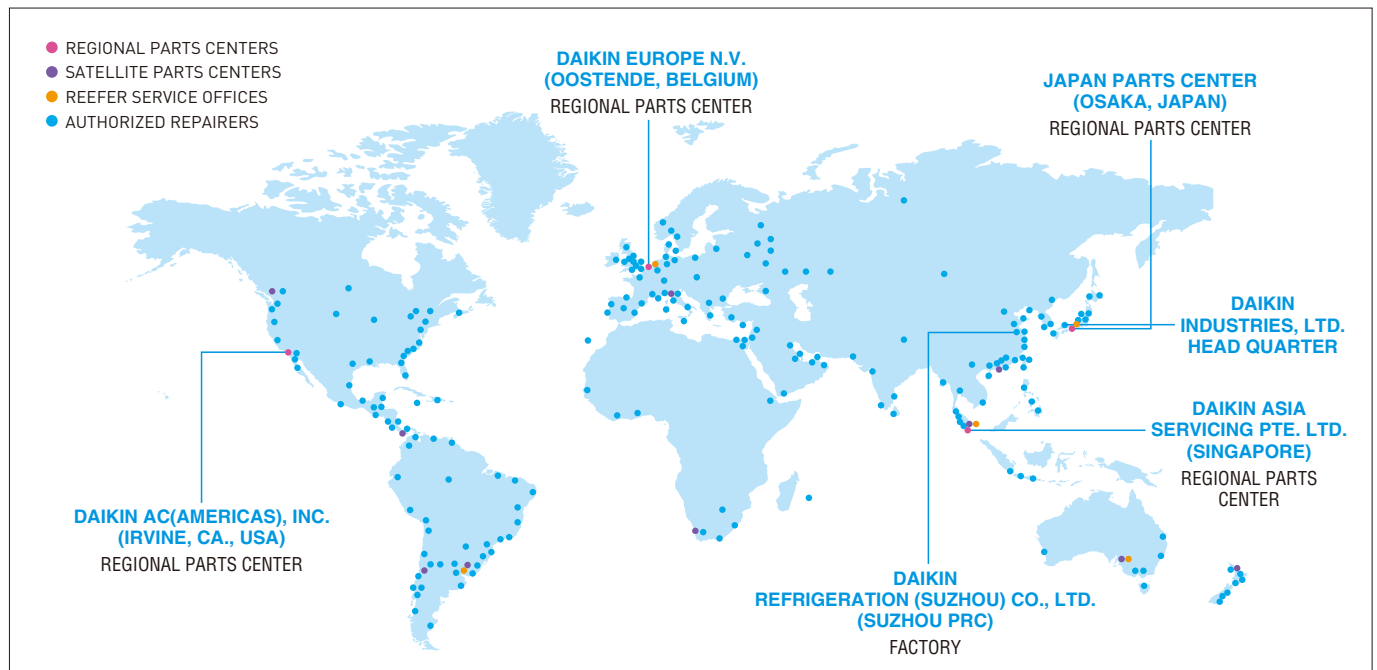 REGIONAL PARTS CENTERS
SATELLITE PARTS CENTERS
REEFER SERVICE OFFICES
AUTHORIZED REPAIRERS
DAIKIN EUROPE N.V.
(OOSTENDE, BELGIUM)
REGIONAL PARTS CENTER
JAPAN PARTS CENTER
(OSAKA, JAPAN)
REGIONAL PARTS CENTER
DAIKIN
INDUSTRIES, LTD.
HEAD QUARTER
DAIKIN ASIA
SERVICING PTE. LTD.
(SINGAPORE)
REGIONAL PARTS
CENTER
DAIKIN AC(AMERICAS), INC.
(IRVINE, CA., USA)
REGIONAL PARTS CENTER
DAIKIN
REFRIGERATION (SUZHOU) CO., LTD.
(SUZHOU PRC)
FACTORY